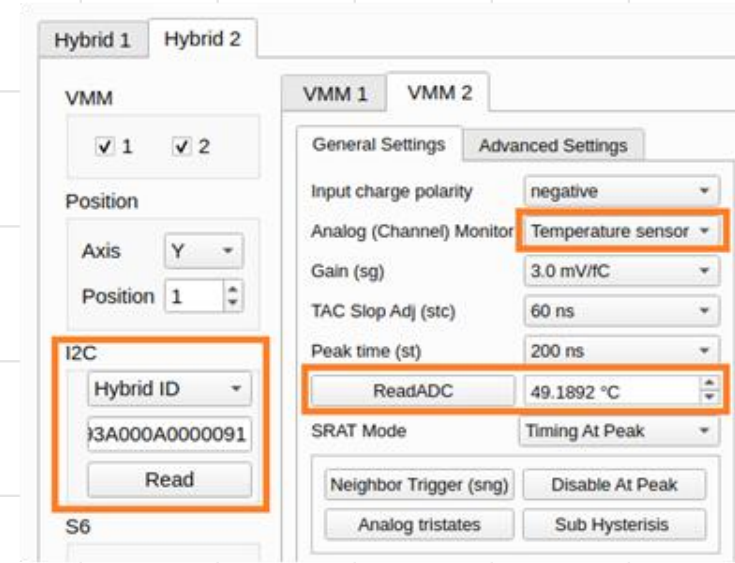 Hybrid 1 Hybrid 2
VMM
1 2
Position
Axis Y
Position 1
I2C
Hybrid ID
93A000A0000091
Read
S6
VMM 1 VMM 2
General Settings Advanced Settings
Input charge polarity negative
Analog (Channel) Monitor Temperature sensor
Gain (sg) 3.0 mV/fC
TAC Slop Adj (stc) 60 ns
Peak time (st) 200 ns
ReadADC 49.1892 °C
SRAT Mode Timing At Peak
Neighbor Trigger (sng) Disable At Peak
Analog tristates Sub Hysterisis